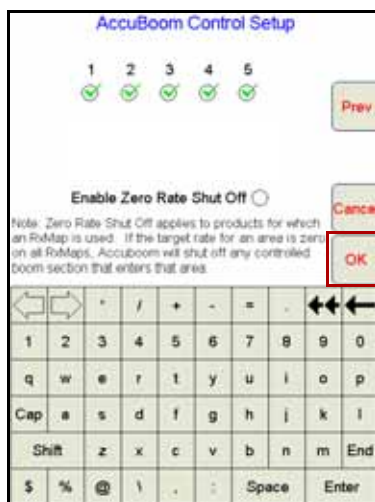 AccuBoom Control Setup
1 2 3 4 5
Prev
Enable Zero Rate Shut Off
Cancel
Note: Zero Rate Shut Off applies to products for which
an RxMap is used. If the target rate for an area is zero
on all RxMaps, Accuboom will shut off any controlled
boom section that enters that area.
OK
' / + - = .
1 2 3 4 5 6 7 8 9 0
q w e r t y u i o p
Cap a s d f g h j k l
Shift z x c v b n m End
$ % @ \ . : Space Enter